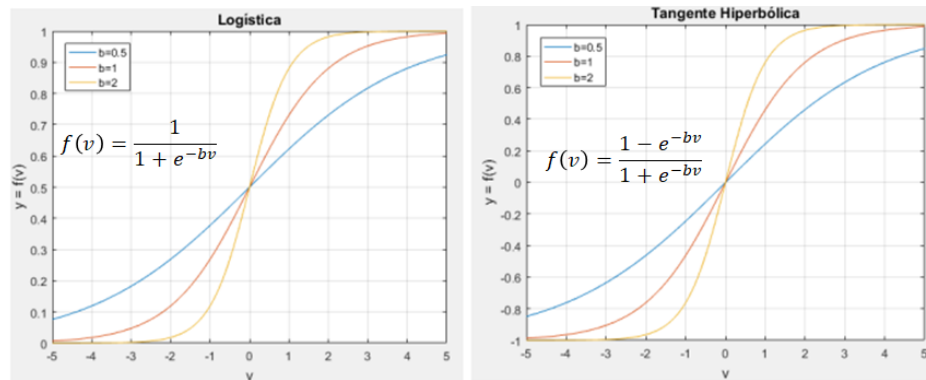 Logística
b=0.5
b=1
b=2
f(v) = 1 / (1 + e^{-bv})
y = f(v)
1
0.9
0.8
0.7
0.6
0.5
0.4
0.3
0.2
0.1
0
-5 -4 -3 -2 -1 0 1 2 3 4 5
v
Tangente Hiperbólica
b=0.5
b=1
b=2
f(v) = (1 - e^{-bv}) / (1 + e^{-bv})
y = f(v)
1
0.8
0.6
0.4
0.2
0
-0.2
-0.4
-0.6
-0.8
-1
-5 -4 -3 -2 -1 0 1 2 3 4 5
v